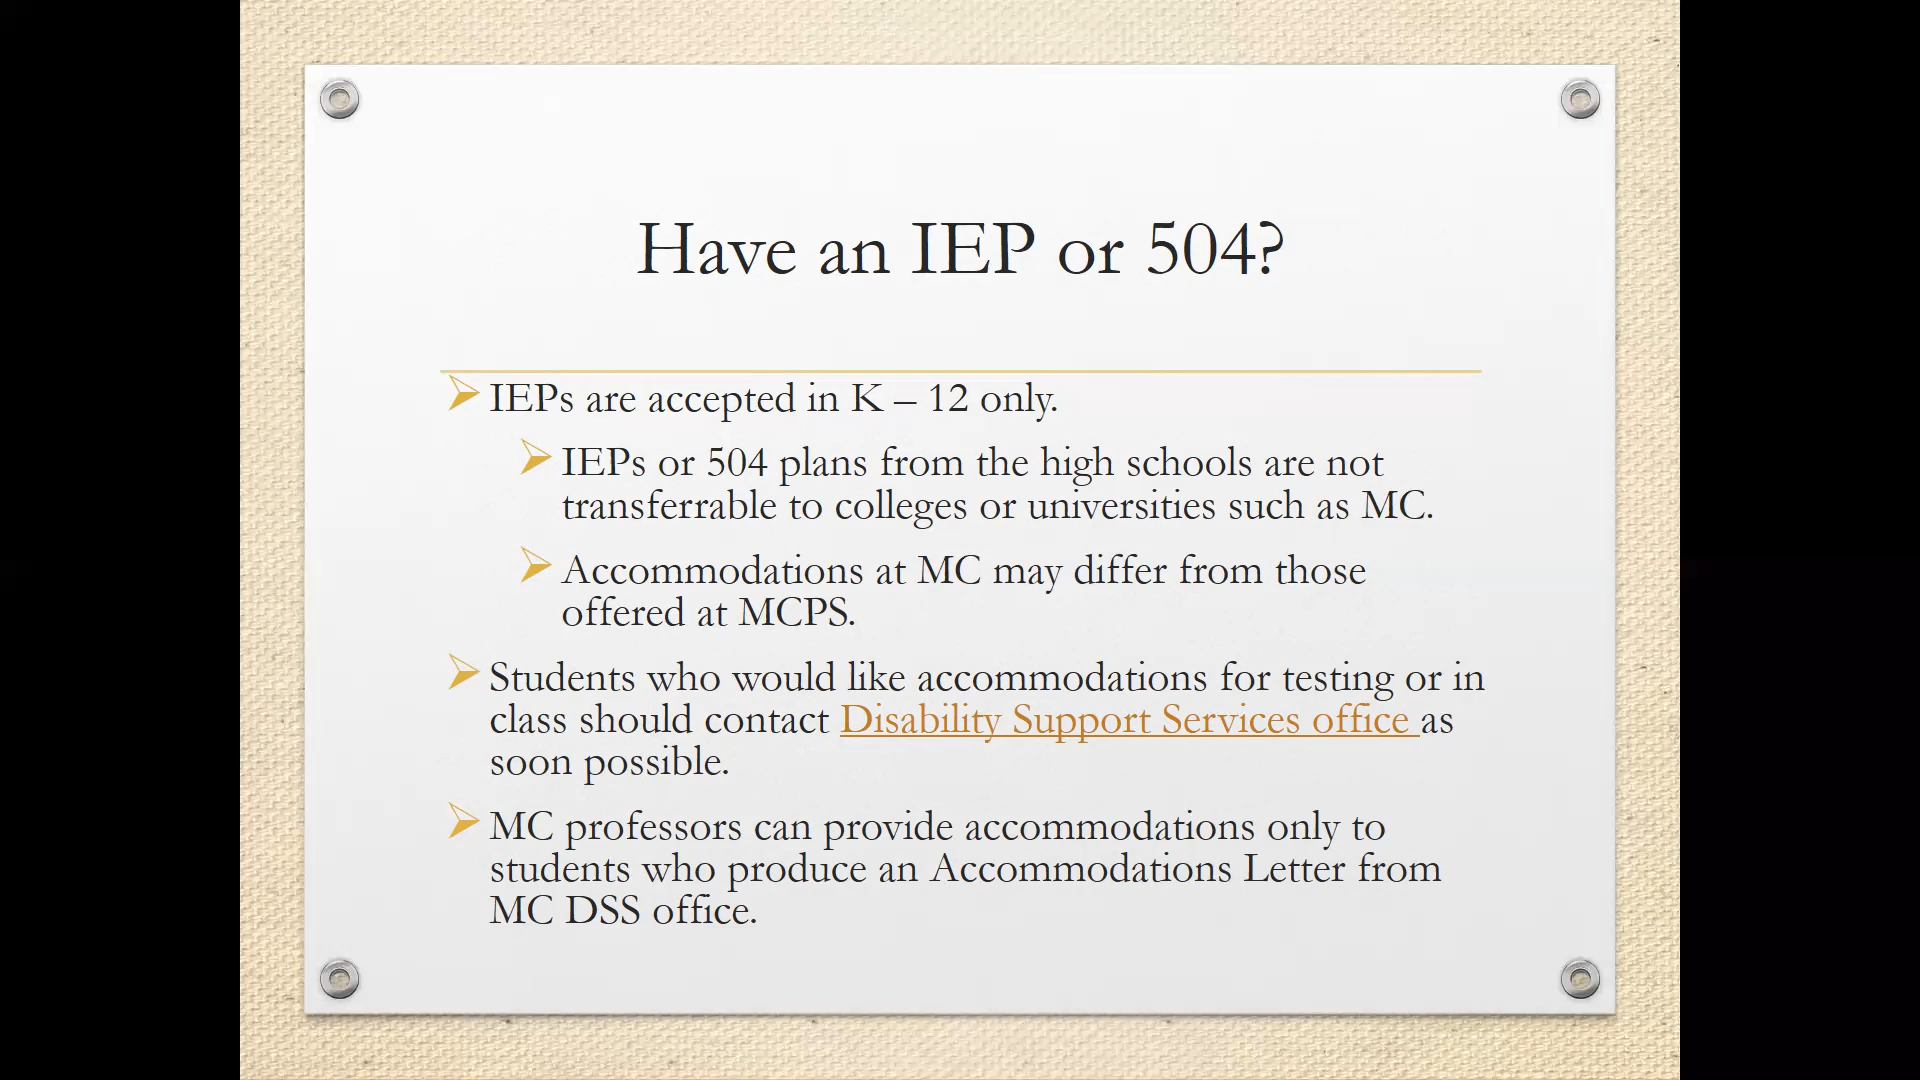 Have an IEP or 504?
IEPs are accepted in K – 12 only.
IEPs or 504 plans from the high schools are not
transferrable to colleges or universities such as MC.
Accommodations at MC may differ from those
offered at MCPS.
Students who would like accommodations for testing or in
class should contact Disability Support Services office as
soon possible.
MC professors can provide accommodations only to
students who produce an Accommodations Letter from
MC DSS office.